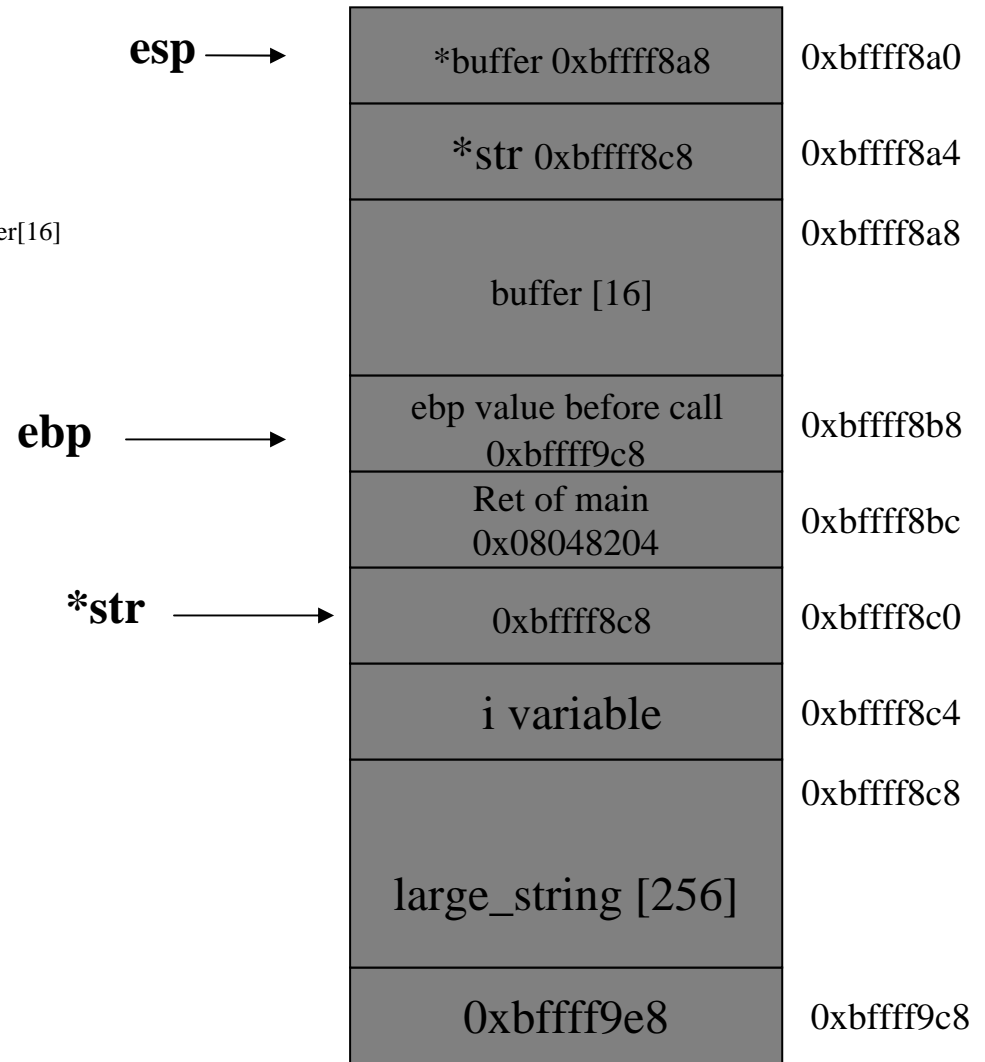 esp
*buffer 0xbffff8a8
0xbffff8a0
*str 0xbffff8c8
0xbffff8a4
er[16]
0xbffff8a8
buffer [16]
ebp
ebp value before call
0xbffff9c8
0xbffff8b8
Ret of main
0x08048204
0xbffff8bc
*str
0xbffff8c8
0xbffff8c0
i variable
0xbffff8c4
0xbffff8c8
large_string [256]
0xbffff9e8
0xbffff9c8